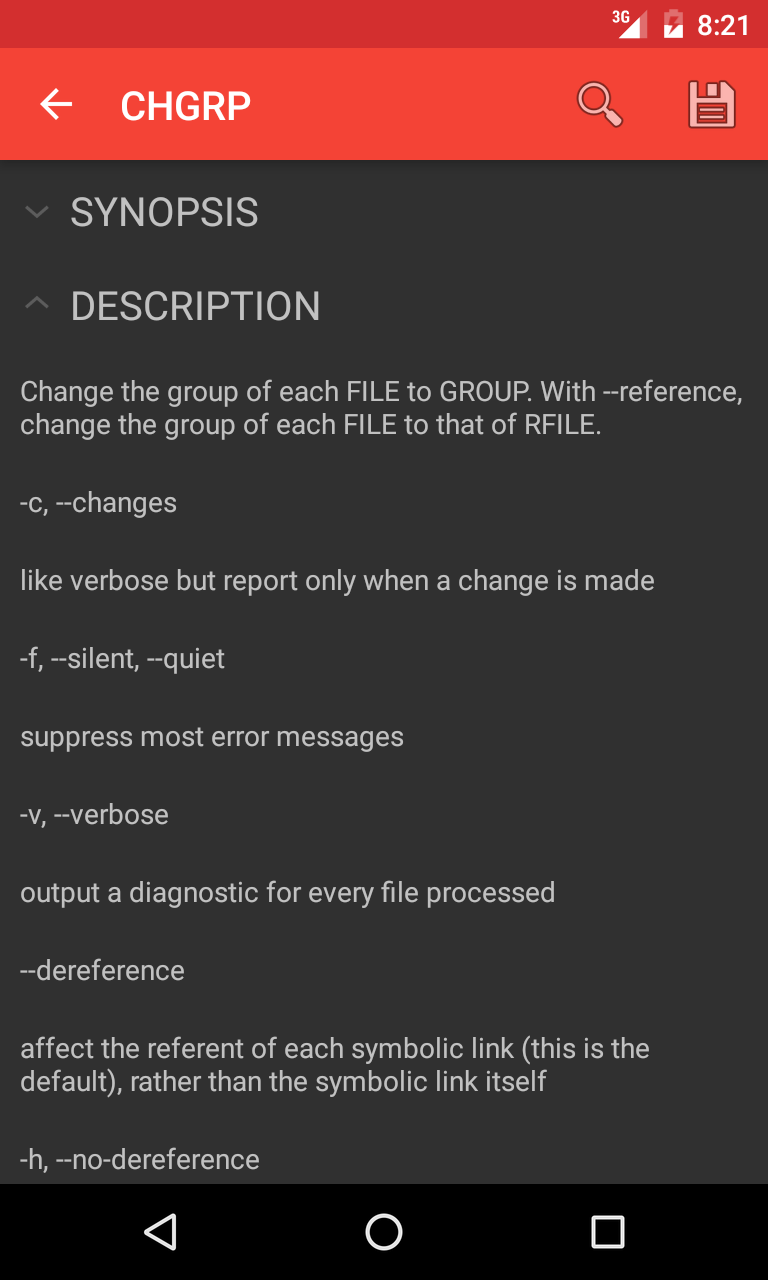 3G 8:21
CHGRP
SYNOPSIS
DESCRIPTION
Change the group of each FILE to GROUP. With --reference,
change the group of each FILE to that of RFILE.
-c, --changes
like verbose but report only when a change is made
-f, --silent, --quiet
suppress most error messages
-v, --verbose
output a diagnostic for every file processed
--dereference
affect the referent of each symbolic link (this is the
default), rather than the symbolic link itself
-h, --no-dereference